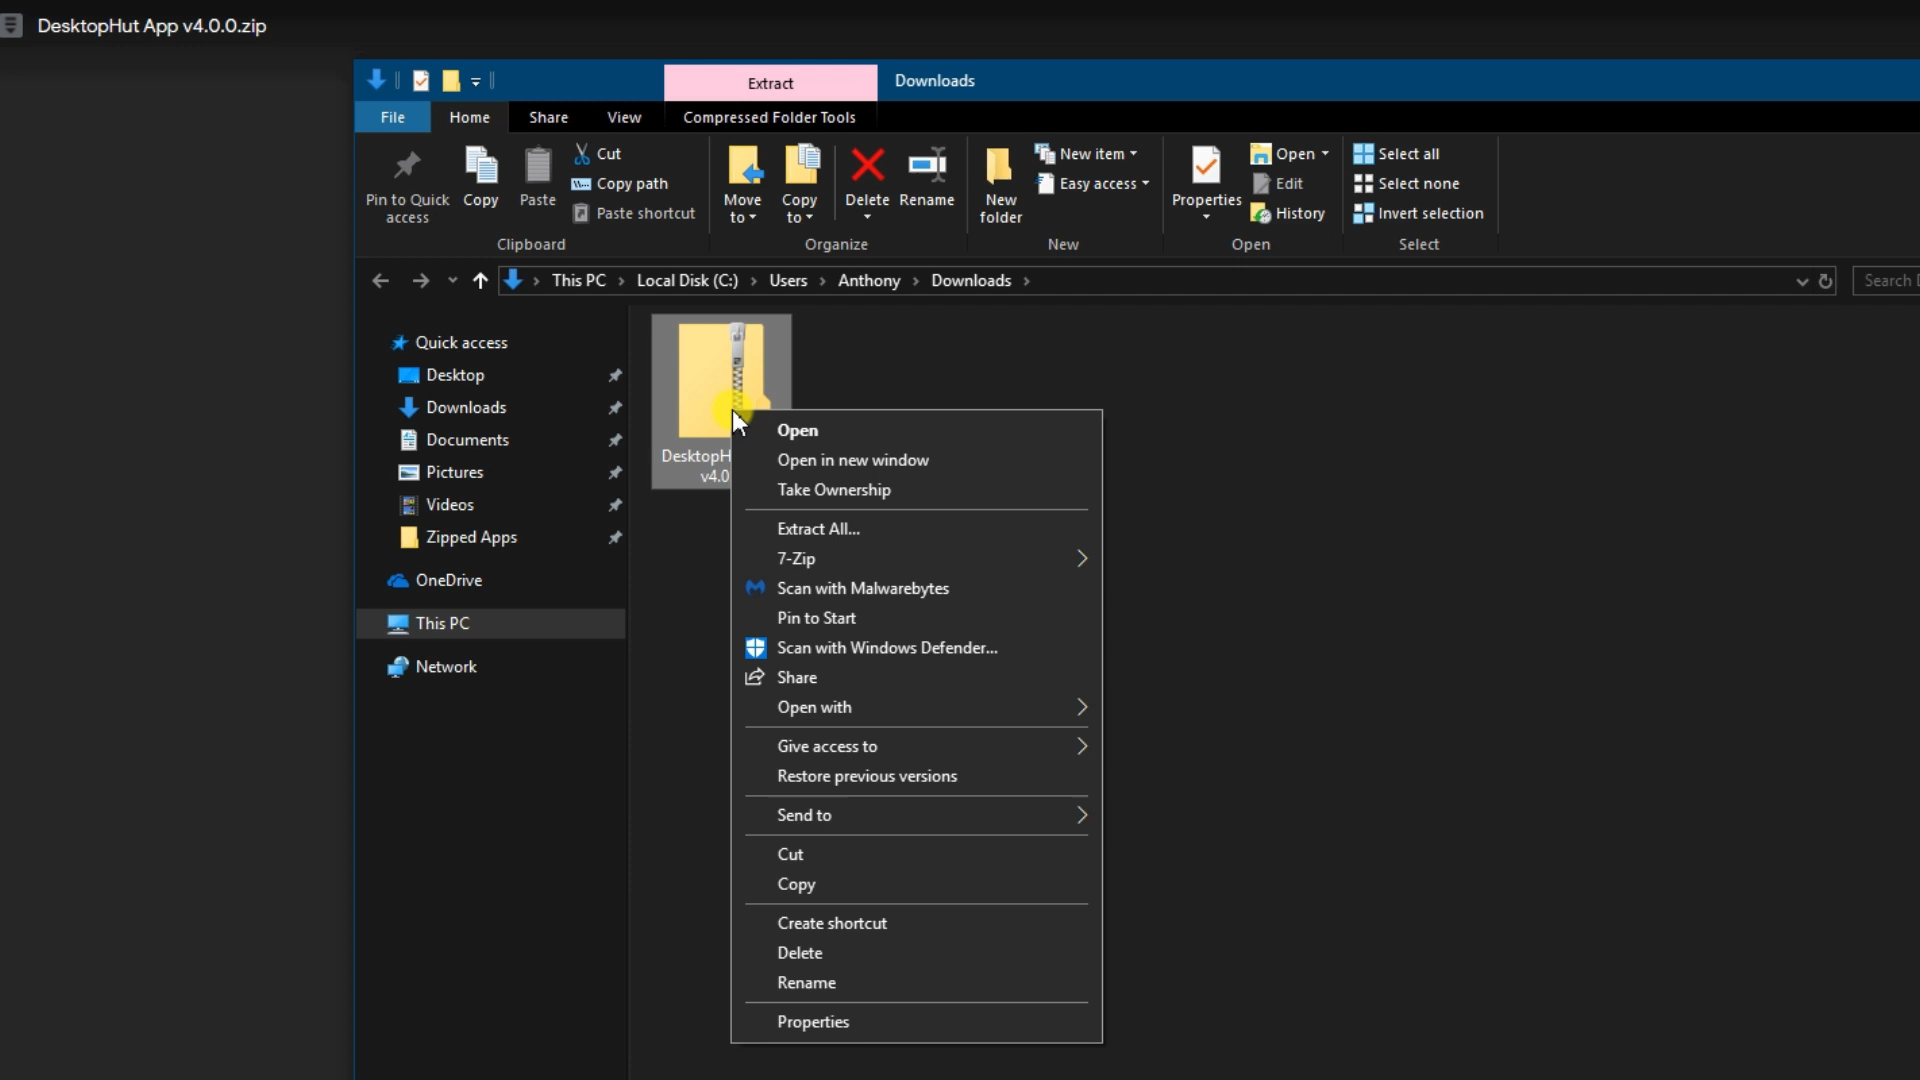 DesktopHut App v4.0.0.zip
Extract
Downloads
File
Home
Share
View
Compressed Folder Tools
Pin to Quick
access
Copy
Paste
Cut
Copy path
Paste shortcut
Clipboard
Move
to
Copy
to
Delete
Rename
Organize
New
folder
New item
Easy access
New
Properties
Open
Edit
History
Open
Select all
Select none
Invert selection
Select
This PC
Local Disk (C:)
Users
Anthony
Downloads
Search
Quick access
Desktop
Downloads
Documents
Pictures
Videos
Zipped Apps
OneDrive
This PC
Network
DesktopH
v4.0
Open
Open in new window
Take Ownership
Extract All...
7-Zip
Scan with Malwarebytes
Pin to Start
Scan with Windows Defender...
Share
Open with
Give access to
Restore previous versions
Send to
Cut
Copy
Create shortcut
Delete
Rename
Properties